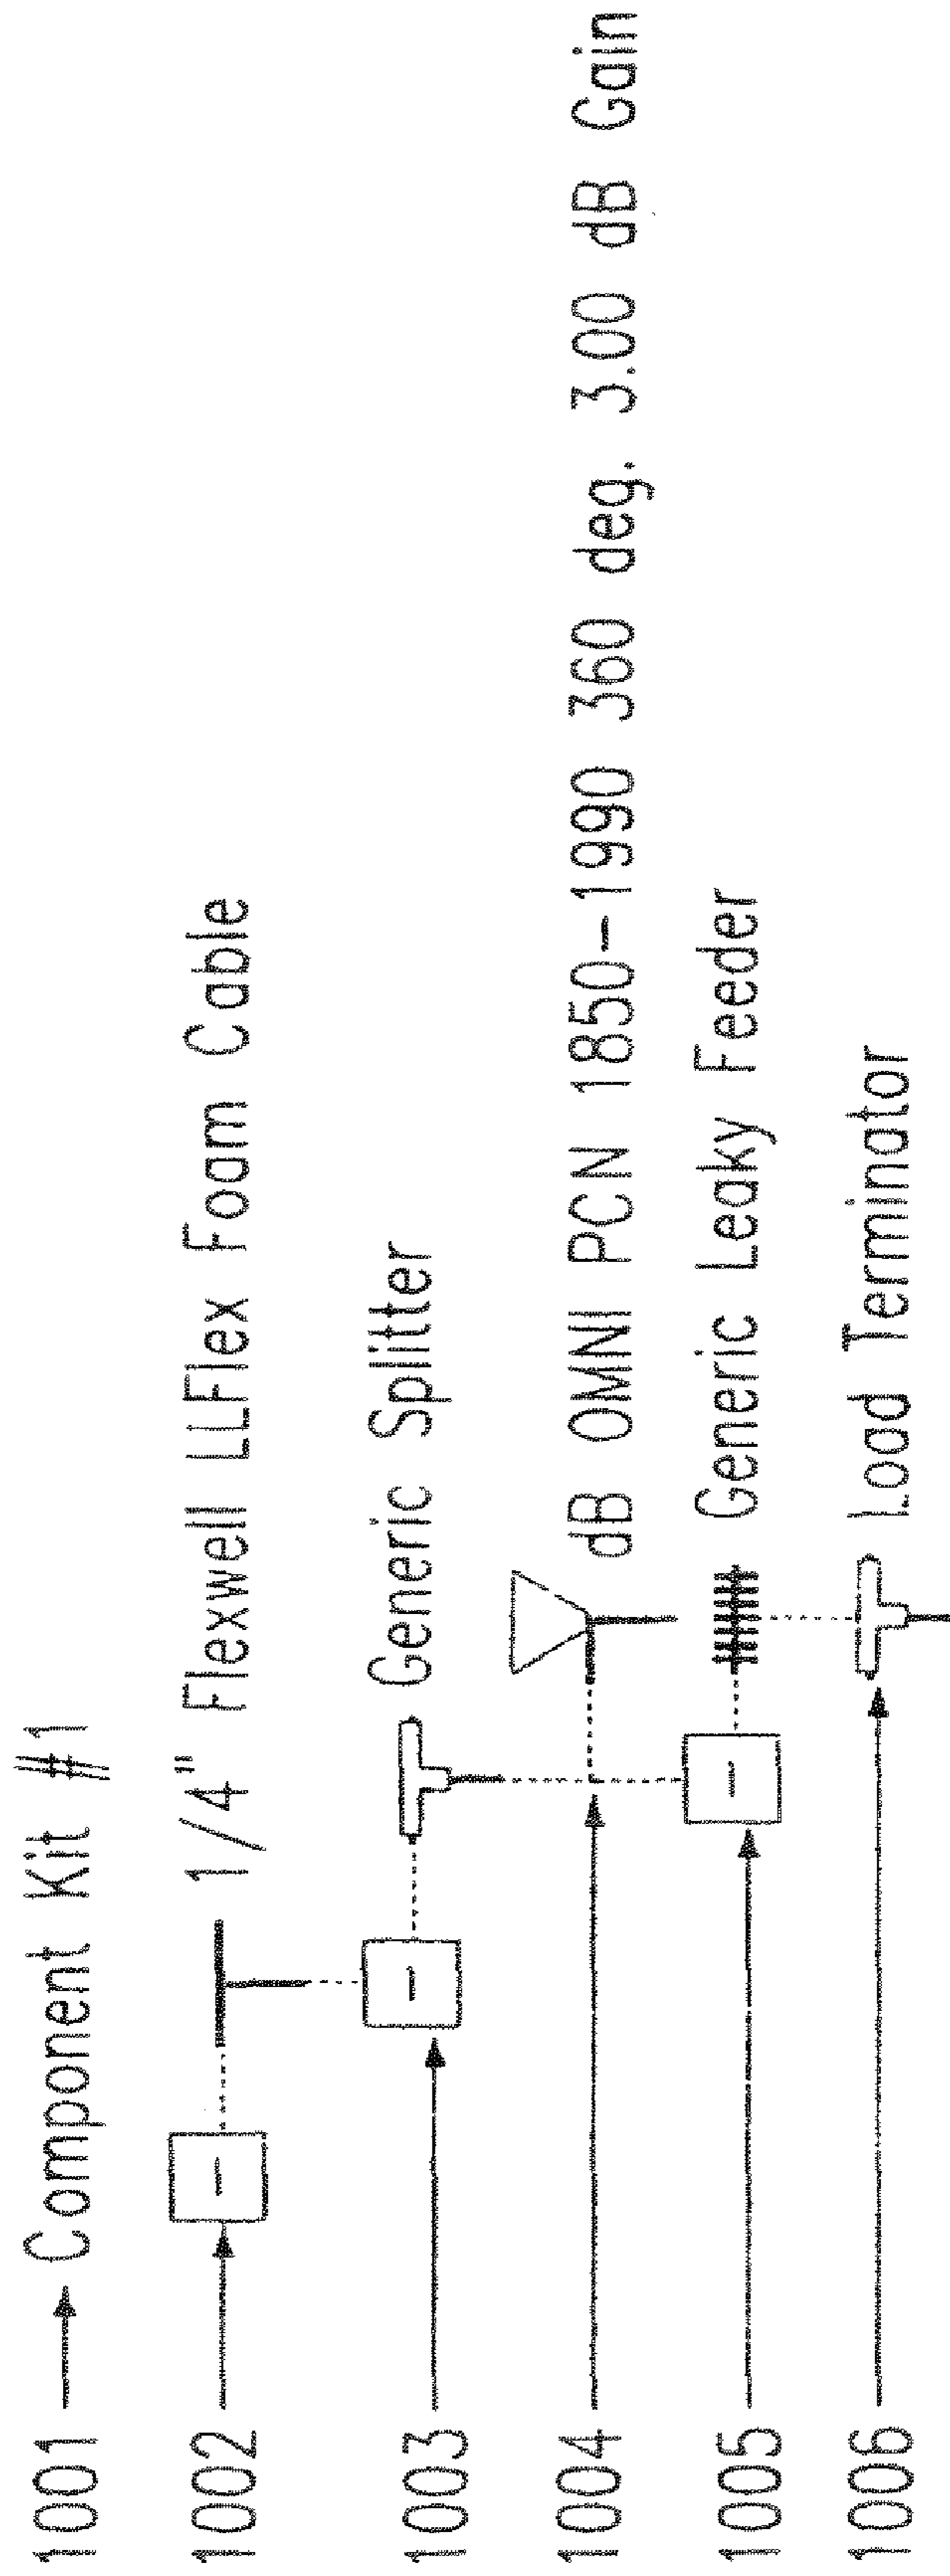 1001 Component Kit #1
1002 1/4" Flexwell LLFlex Foam Cable
1003 Generic Splitter
1004 dB OMNI PCN 1850-1990 360 deg. 3.00 dB Gain
1005 Generic Leaky Feeder
1006 Load Terminator